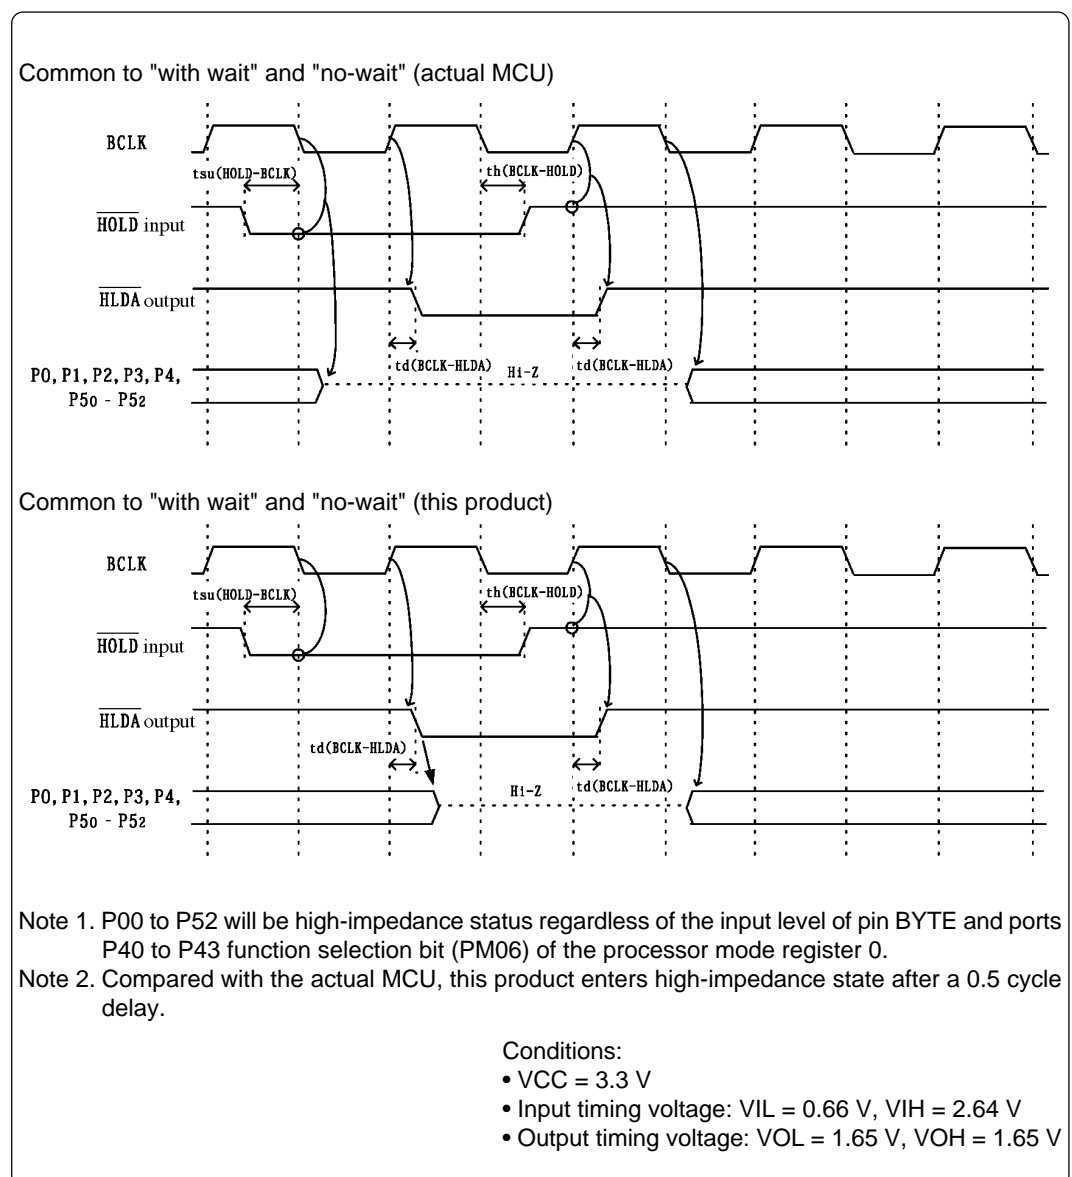 Common to "with wait" and "no-wait" (actual MCU)
BCLK
tsu(HOLD-BCLK)
th(BCLK-HOLD)
HOLD input
HLDA output
td(BCLK-HLDA)
Hi-Z
td(BCLK-HLDA)
P0, P1, P2, P3, P4,
P50 - P52
Common to "with wait" and "no-wait" (this product)
BCLK
tsu(HOLD-BCLK)
th(BCLK-HOLD)
HOLD input
HLDA output
td(BCLK-HLDA)
Hi-Z
td(BCLK-HLDA)
P0, P1, P2, P3, P4,
P50 - P52
Note 1. P00 to P52 will be high-impedance status regardless of the input level of pin BYTE and ports
P40 to P43 function selection bit (PM06) of the processor mode register 0.
Note 2. Compared with the actual MCU, this product enters high-impedance state after a 0.5 cycle
delay.
Conditions:
• VCC = 3.3 V
• Input timing voltage: VIL = 0.66 V, VIH = 2.64 V
• Output timing voltage: VOL = 1.65 V, VOH = 1.65 V